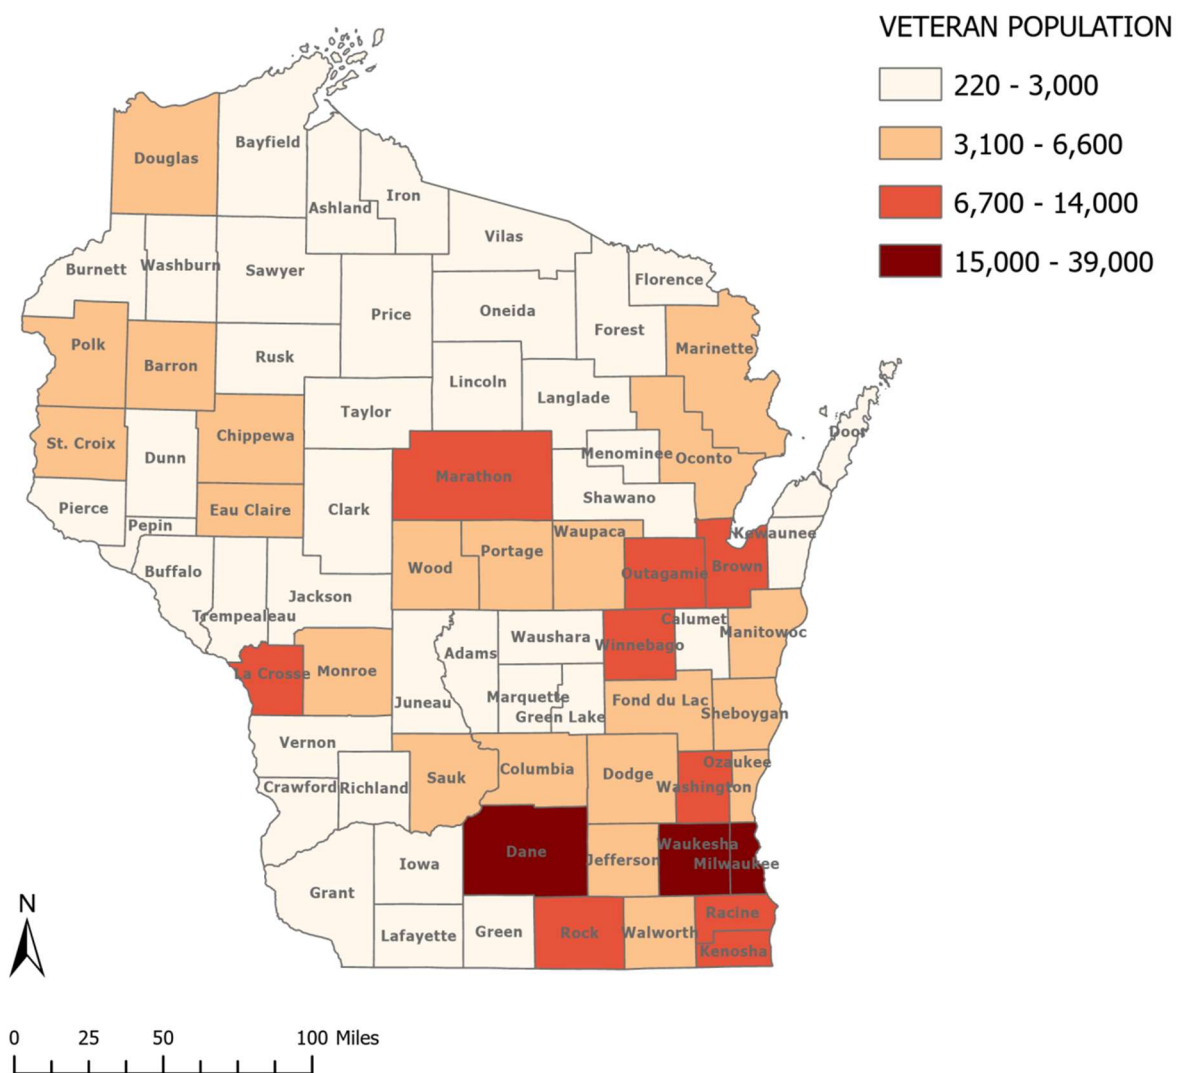 VETERAN POPULATION
220 - 3,000
3,100 - 6,600
6,700 - 14,000
15,000 - 39,000
Douglas
Bayfield
Ashland
Iron
Vilas
Burnett
Washburn
Sawyer
Florence
Price
Oneida
Forest
Polk
Barron
Rusk
Marinette
Lincoln
Langlade
Taylor
Door
St. Croix
Chippewa
Dunn
Menominee
Oconto
Marathon
Shawano
Pierce
Eau Claire
Clark
Pepin
Waupaca
Kewaunee
Wood
Portage
Outagamie
Brown
Buffalo
Jackson
Trempealeau
Calumet
Waushara
Winnebago
Manitowoc
Adams
La Crosse
Monroe
Juneau
Marquette
Green Lake
Fond du Lac
Sheboygan
Vernon
Sauk
Columbia
Dodge
Ozaukee
Washington
Crawford
Richland
Dane
Jefferson
Waukesha
Milwaukee
Iowa
Grant
Lafayette
Green
Rock
Walworth
Racine
Kenosha
N
0 25 50 100 Miles